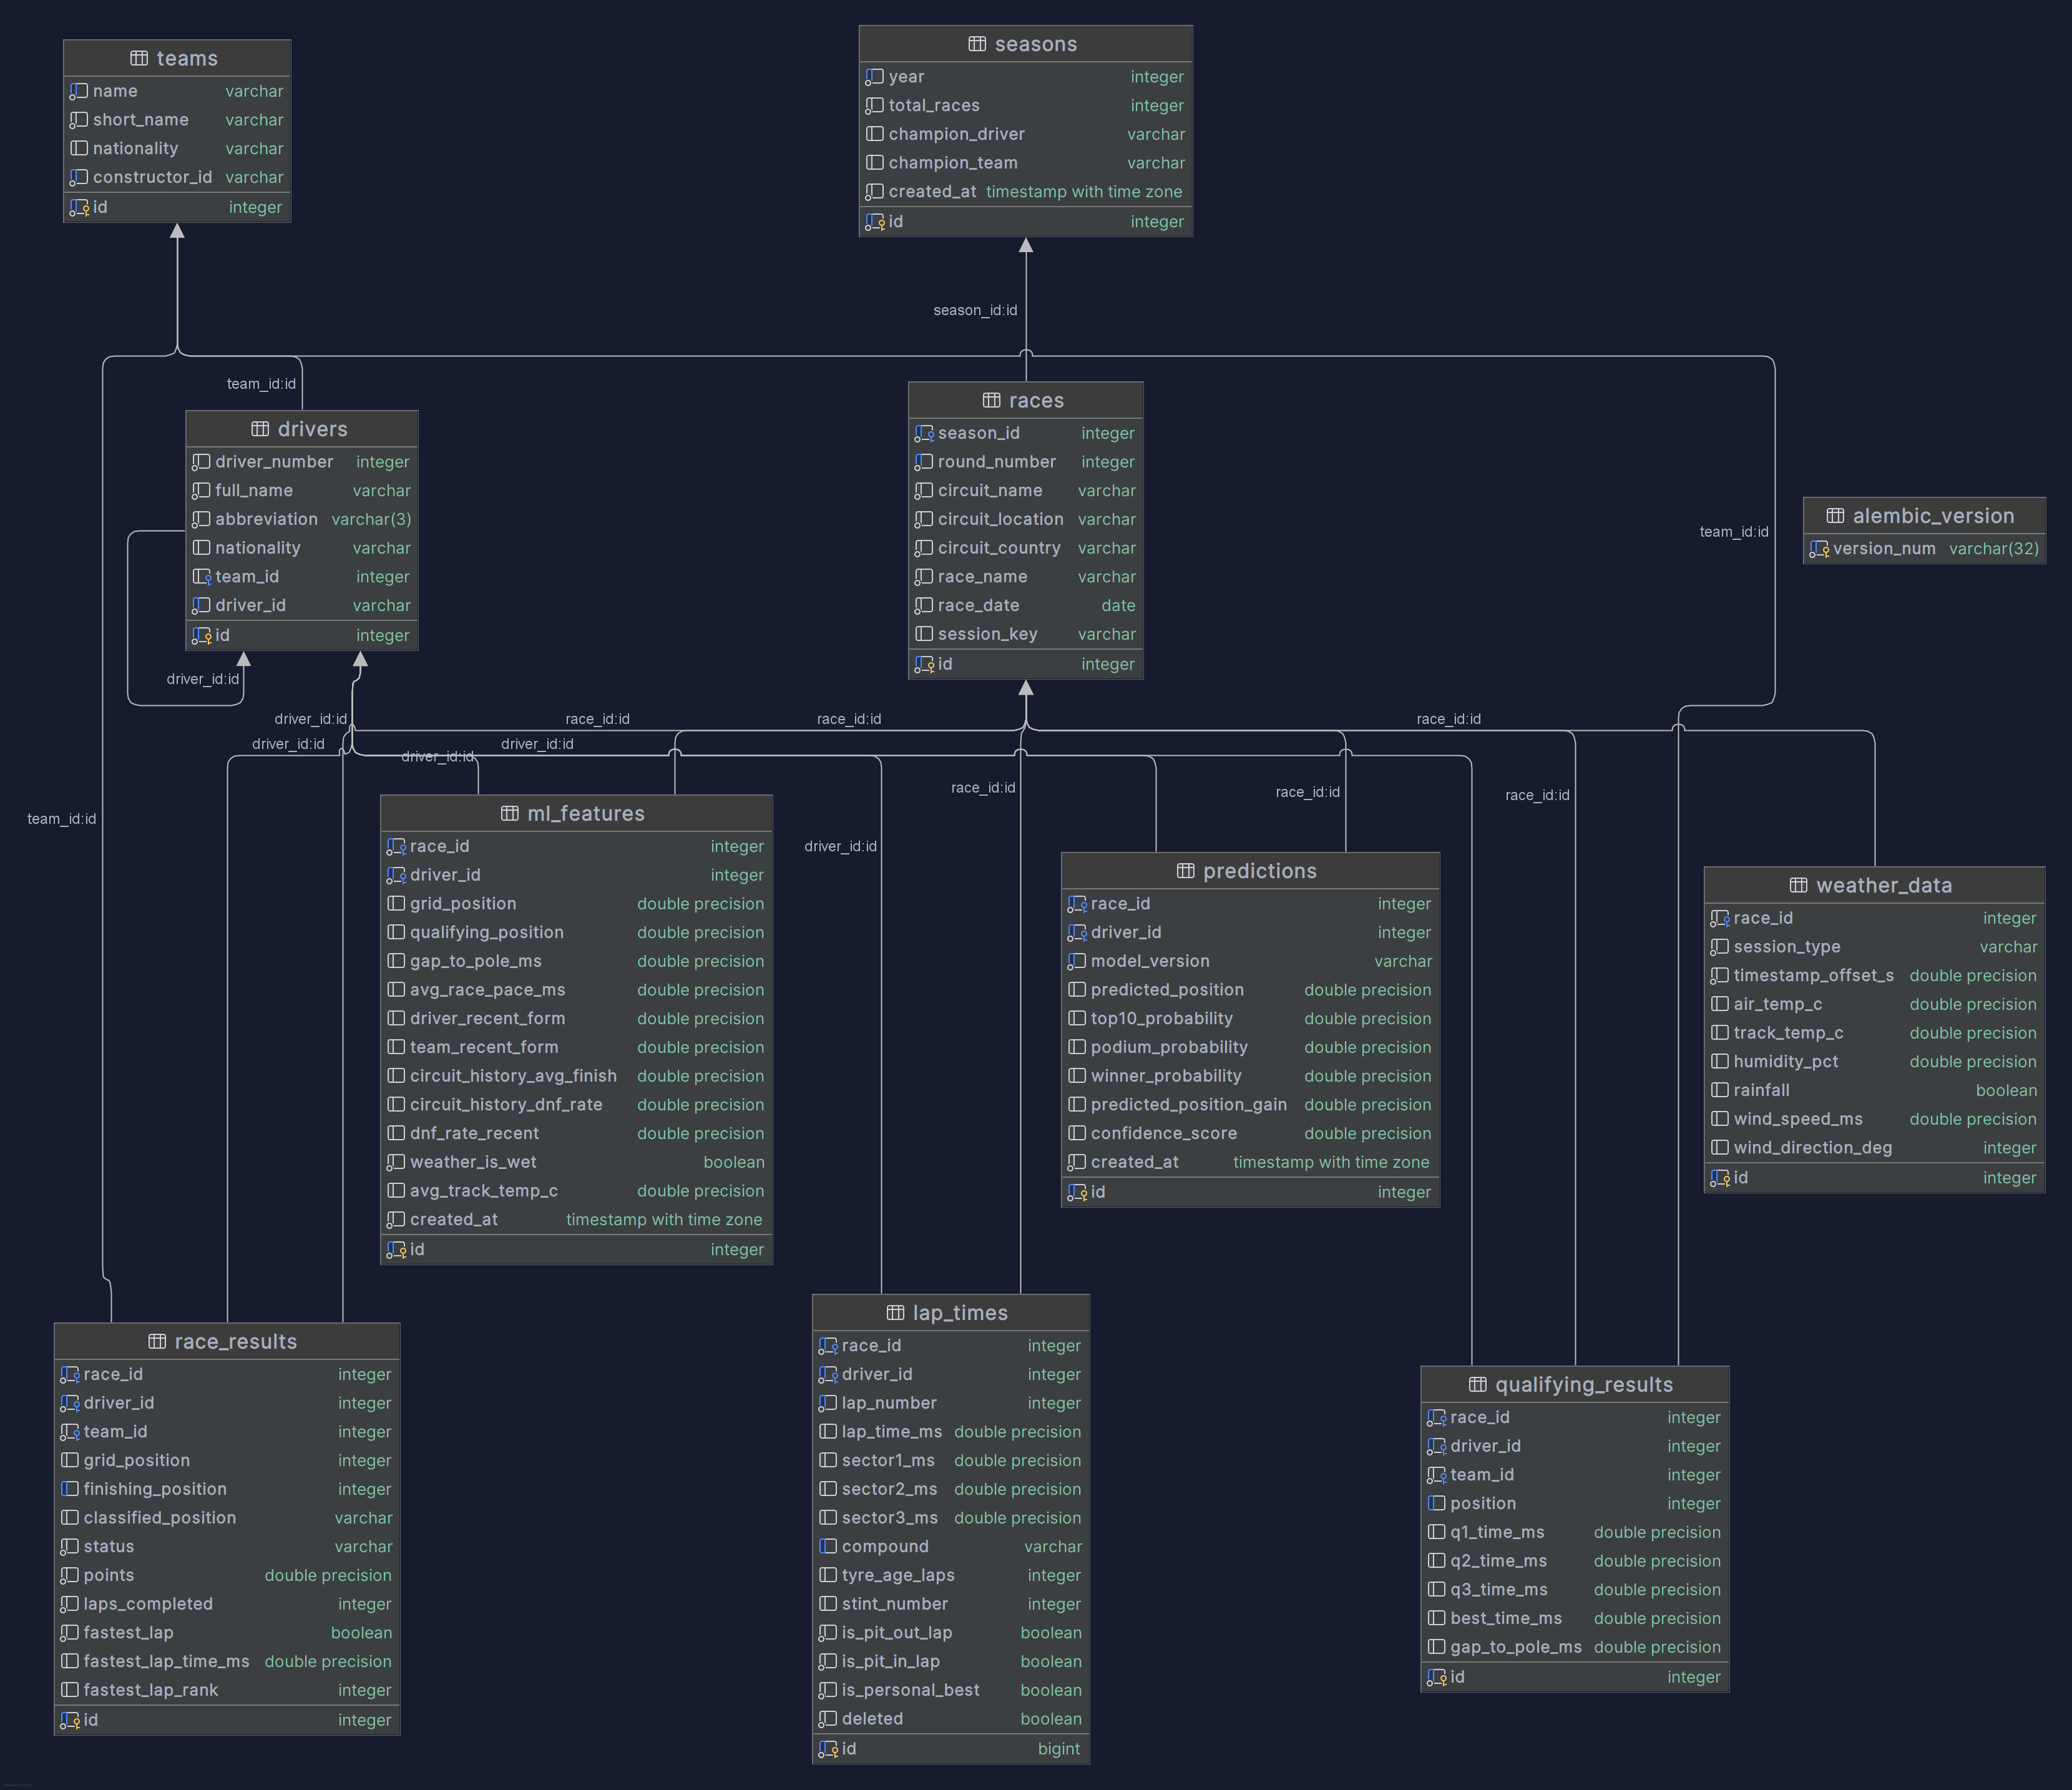 teams
name varchar
short_name varchar
nationality varchar
constructor_id varchar
id integer
seasons
year integer
total_races integer
champion_driver varchar
champion_team varchar
created_at timestamp with time zone
id integer
season_id:id
team_id:id
drivers
driver_number integer
full_name varchar
abbreviation varchar(3)
nationality varchar
team_id integer
driver_id varchar
id integer
driver_id:id
races
season_id integer
round_number integer
circuit_name varchar
circuit_location varchar
circuit_country varchar
race_name varchar
race_date date
session_key varchar
id integer
team_id:id
alembic_version
version_num varchar(32)
driver_id:id
race_id:id
race_id:id
race_id:id
driver_id:id
driver_id:id
driver_id:id
race_id:id
race_id:id
race_id:id
team_id:id
driver_id:id
ml_features
race_id integer
driver_id integer
grid_position double precision
qualifying_position double precision
gap_to_pole_ms double precision
avg_race_pace_ms double precision
driver_recent_form double precision
team_recent_form double precision
circuit_history_avg_finish double precision
circuit_history_dnf_rate double precision
dnf_rate_recent double precision
weather_is_wet boolean
avg_track_temp_c double precision
created_at timestamp with time zone
id integer
predictions
race_id integer
driver_id integer
model_version varchar
predicted_position double precision
top10_probability double precision
podium_probability double precision
winner_probability double precision
predicted_position_gain double precision
confidence_score double precision
created_at timestamp with time zone
id integer
weather_data
race_id integer
session_type varchar
timestamp_offset_s double precision
air_temp_c double precision
track_temp_c double precision
humidity_pct double precision
rainfall boolean
wind_speed_ms double precision
wind_direction_deg integer
id integer
race_results
race_id integer
driver_id integer
team_id integer
grid_position integer
finishing_position integer
classified_position varchar
status varchar
points double precision
laps_completed integer
fastest_lap boolean
fastest_lap_time_ms double precision
fastest_lap_rank integer
id integer
lap_times
race_id integer
driver_id integer
lap_number integer
lap_time_ms double precision
sector1_ms double precision
sector2_ms double precision
sector3_ms double precision
compound varchar
tyre_age_laps integer
stint_number integer
is_pit_out_lap boolean
is_pit_in_lap boolean
is_personal_best boolean
deleted boolean
id bigint
qualifying_results
race_id integer
driver_id integer
team_id integer
position integer
q1_time_ms double precision
q2_time_ms double precision
q3_time_ms double precision
best_time_ms double precision
gap_to_pole_ms double precision
id integer